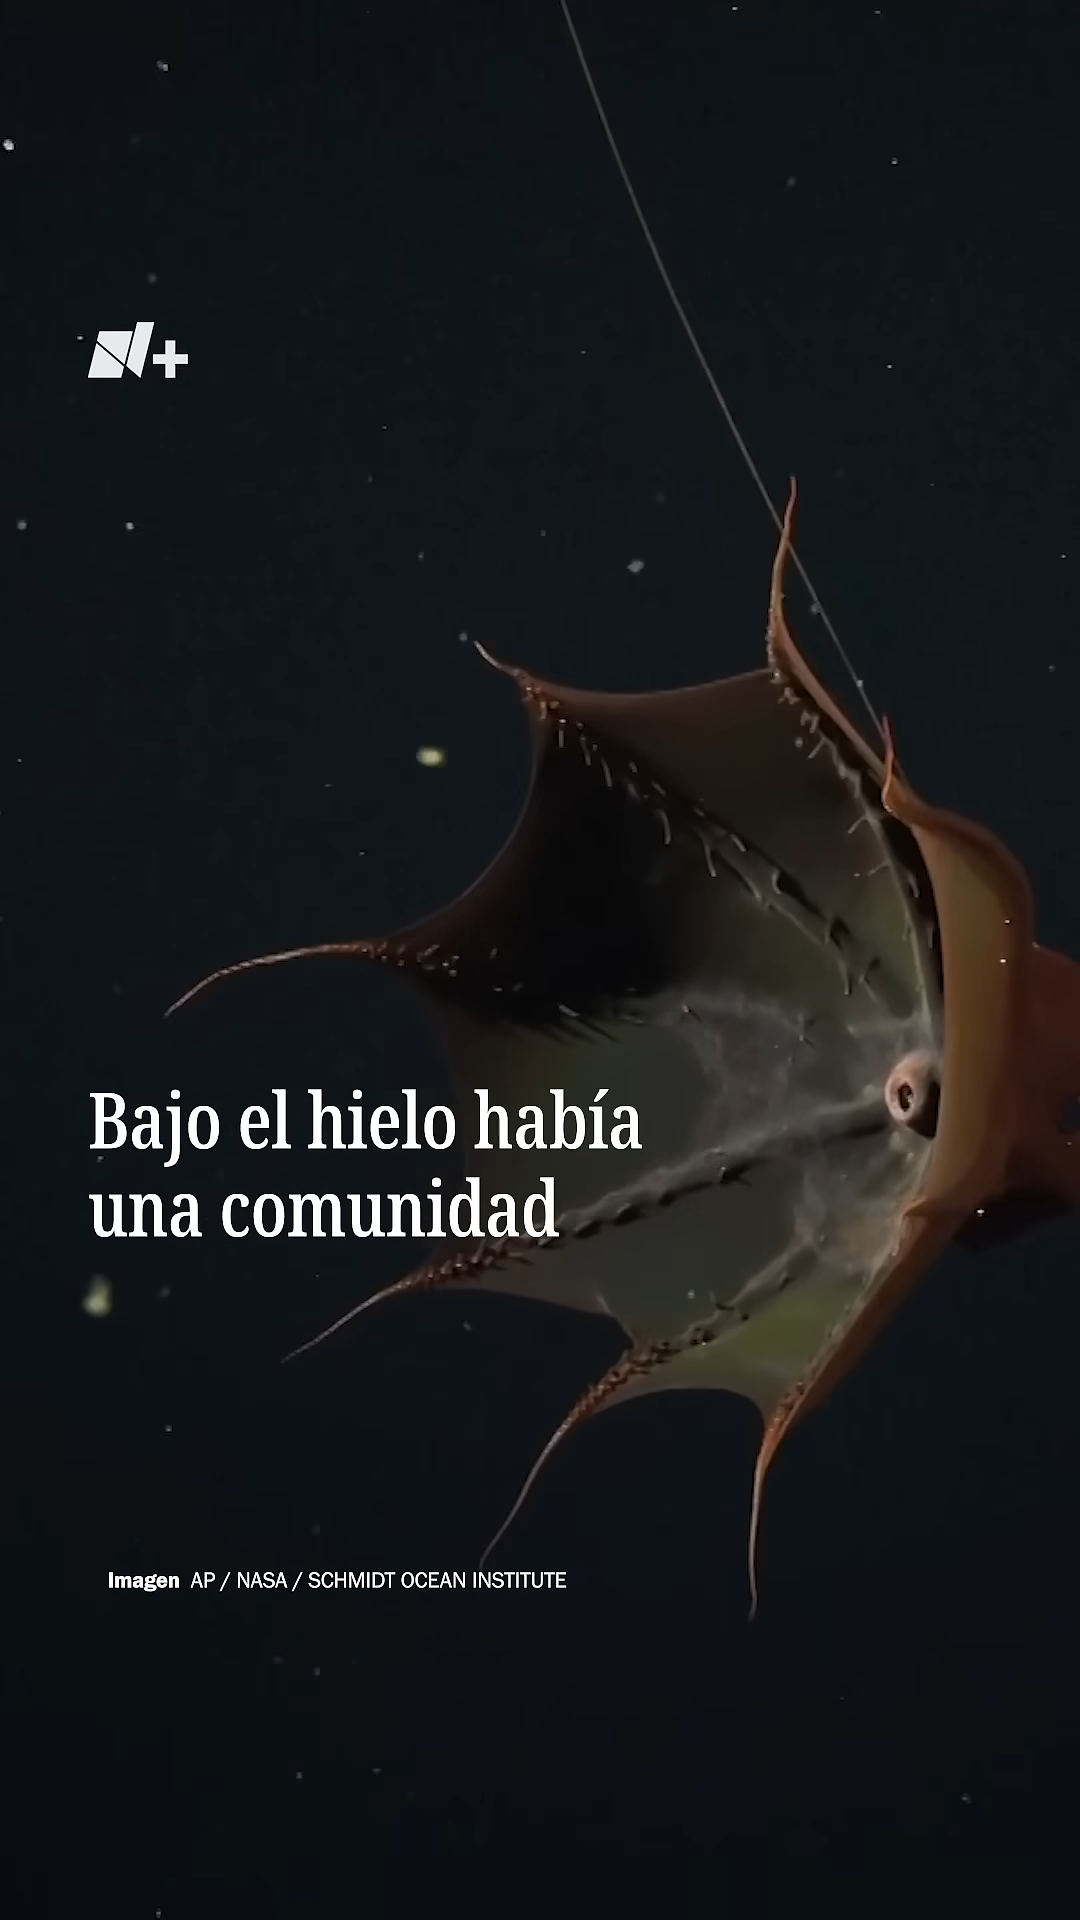 N+
Bajo el hielo había
una comunidad
Imagen AP / NASA / SCHMIDT OCEAN INSTITUTE